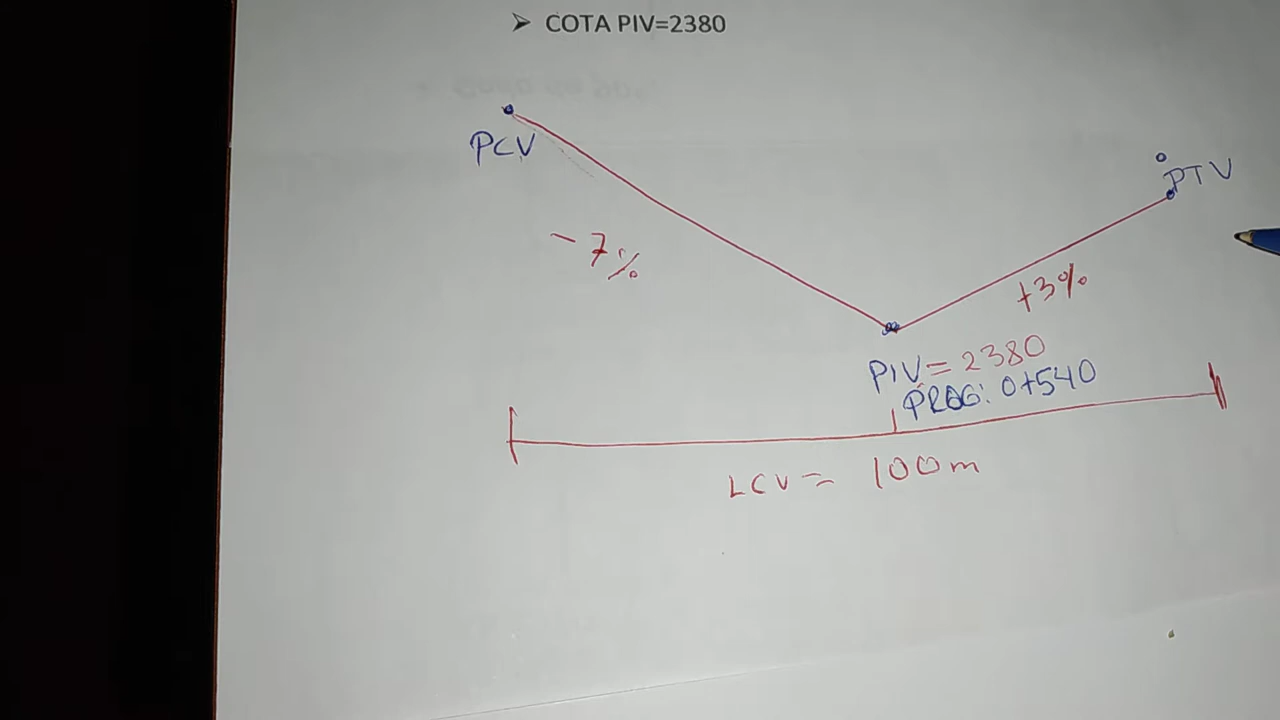 ➤ COTA PIV=2380
PCV
PTV
-7%
+3%
PIV=2380
PROG: 0+540
LCV= 100m